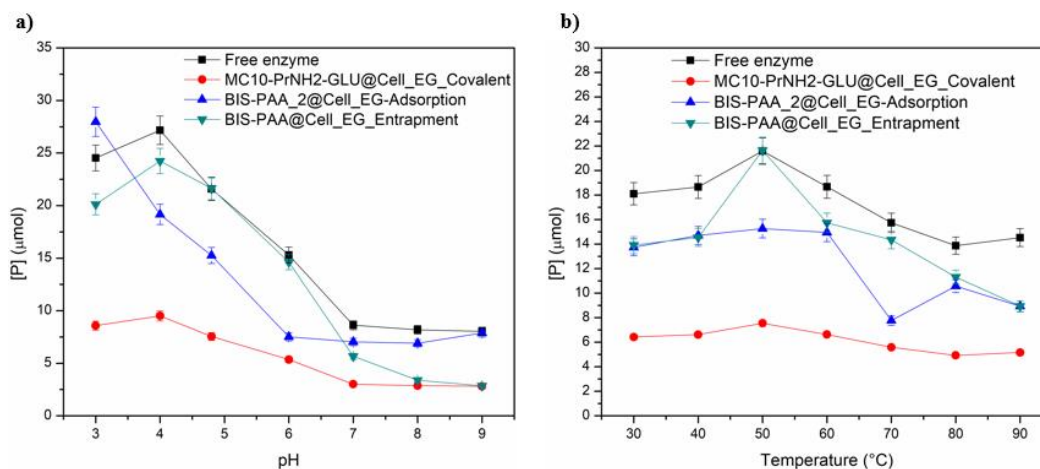 a)
35
30
25
20
15
10
5
0
[P] (µmol)
Free enzyme
MC10-PrNH2-GLU@Cell_EG_Covalent
BIS-PAA_2@Cell_EG-Adsorption
BIS-PAA@Cell_EG_Entrapment
3 4 5 6 7 8 9
pH
b)
30
28
26
24
22
20
18
16
14
12
10
8
6
4
2
0
[P] (µmol)
Free enzyme
MC10-PrNH2-GLU@Cell_EG_Covalent
BIS-PAA_2@Cell_EG-Adsorption
BIS-PAA@Cell_EG_Entrapment
30 40 50 60 70 80 90
Temperature (°C)